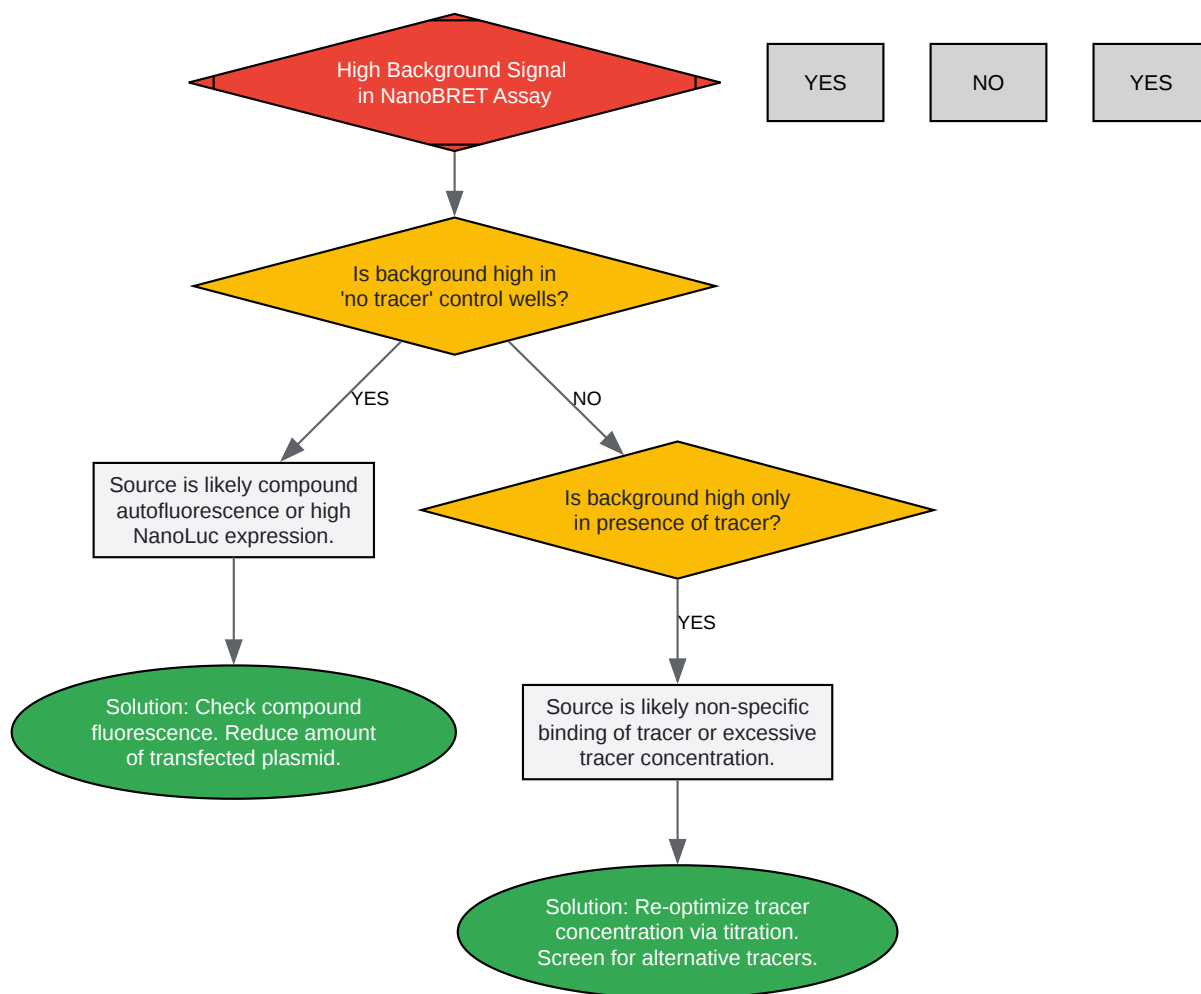 High Background Signal
in NanoBRET Assay
YES
NO
YES
Is background high in
'no tracer' control wells?
YES
NO
Source is likely compound
autofluorescence or high
NanoLuc expression.
Is background high only
in presence of tracer?
YES
Solution: Check compound
fluorescence. Reduce amount
of transfected plasmid.
Source is likely non-specific
binding of tracer or excessive
tracer concentration.
Solution: Re-optimize tracer
concentration via titration.
Screen for alternative tracers.